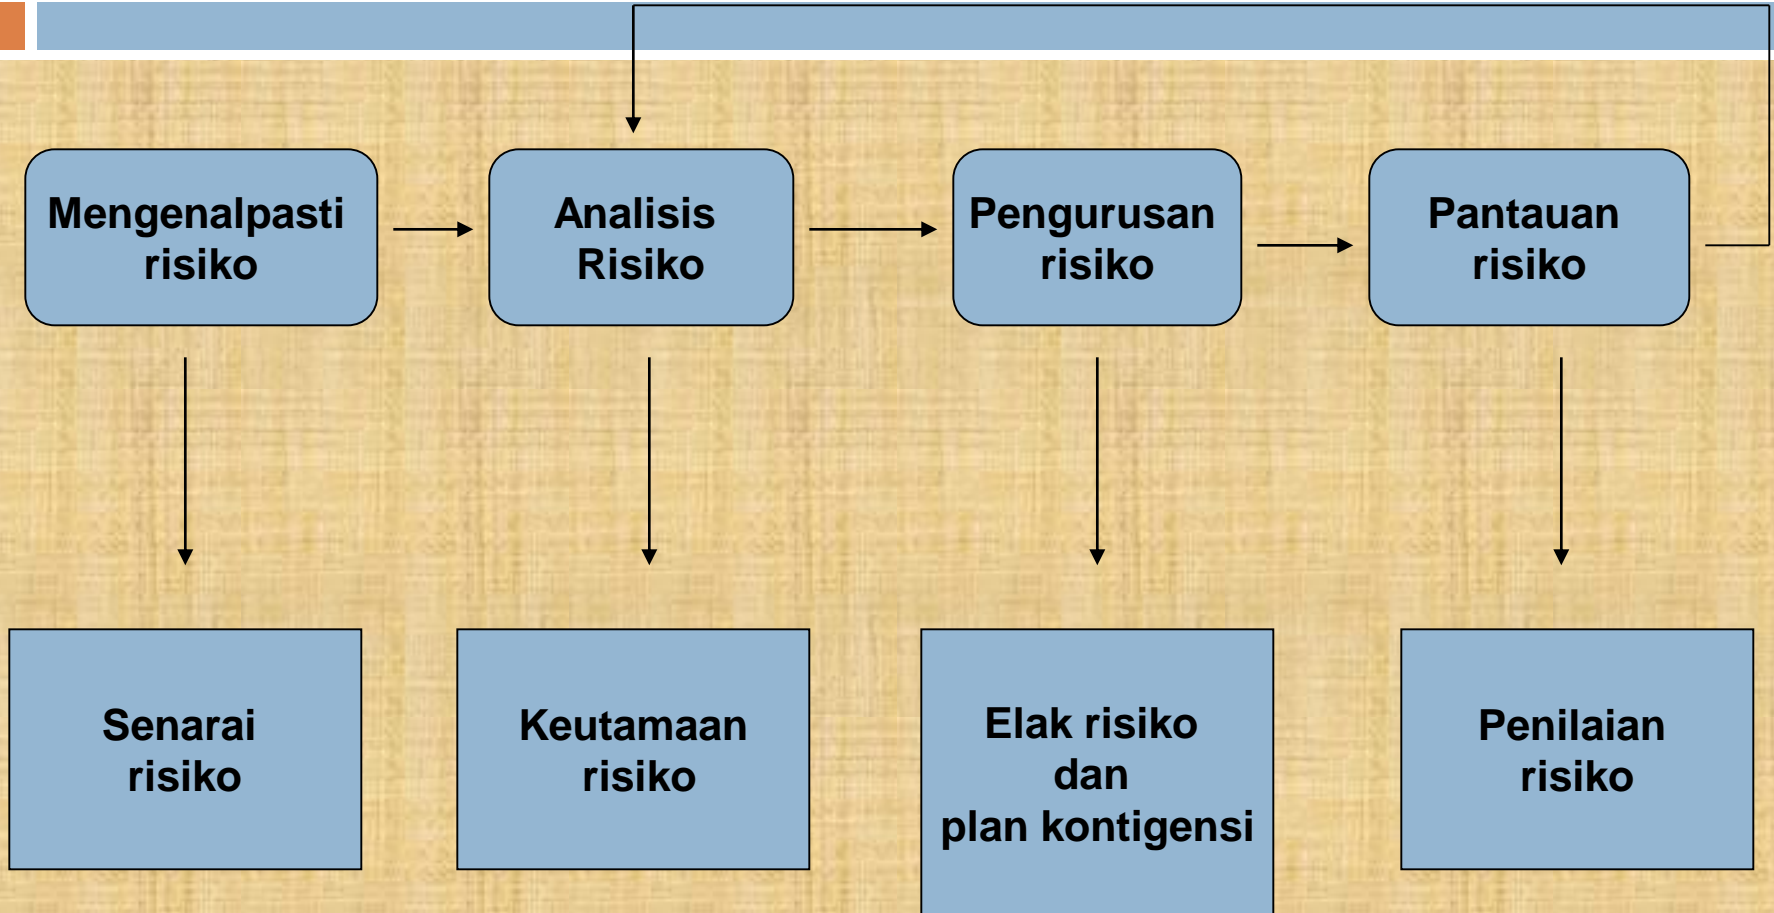 Mengenalpasti
risiko
Analisis
Risiko
Pengurusan
risiko
Pantauan
risiko
Senarai
risiko
Keutamaan
risiko
Elak risiko
dan
plan kontigensi
Penilaian
risiko